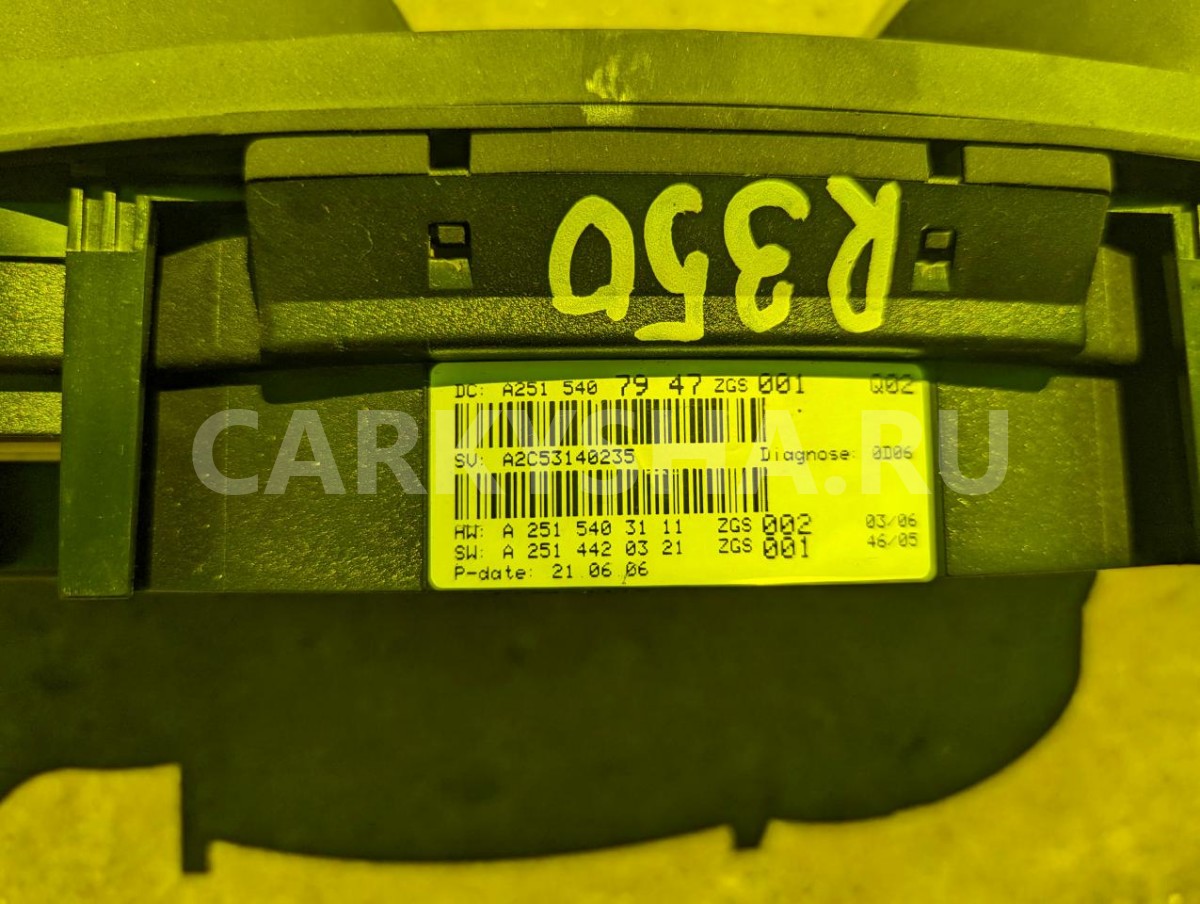 R350
DC: A251 540 79 47 ZGS 001 Q02
SV: A2C53140235 Diagnose: 0D06
HW: A 251 540 31 11 ZGS 002 03/06
SW: A 251 442 03 21 ZGS 001 46/05
P-date: 21.06.06
CARKYSHA.RU